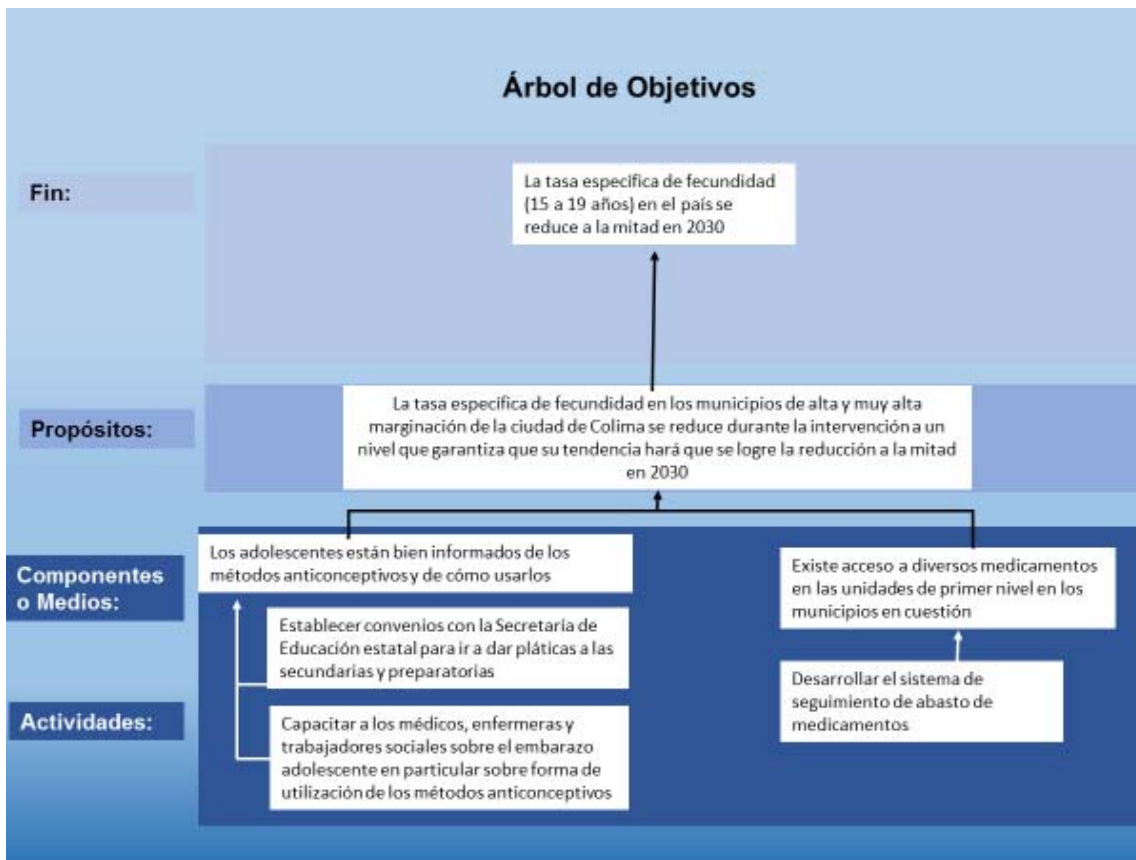 Árbol de Objetivos
Fin:
La tasa específica de fecundidad
(15 a 19 años) en el país se
reduce a la mitad en 2030
Propósitos:
La tasa específica de fecundidad en los municipios de alta y muy alta
marginación de la ciudad de Colima se reduce durante la intervención a un
nivel que garantiza que su tendencia hará que se logre la reducción a la mitad
en 2030
Componentes
o Medios:
Los adolescentes están bien informados de los
métodos anticonceptivos y de cómo usarlos
Existe acceso a diversos medicamentos
en las unidades de primer nivel en los
municipios en cuestión
Actividades:
Establecer convenios con la Secretaría de
Educación estatal para ir a dar pláticas a las
secundarias y preparatorias
Capacitar a los médicos, enfermeras y
trabajadores sociales sobre el embarazo
adolescente en particular sobre forma de
utilización de los métodos anticonceptivos
Desarrollar el sistema de
seguimiento de abasto de
medicamentos